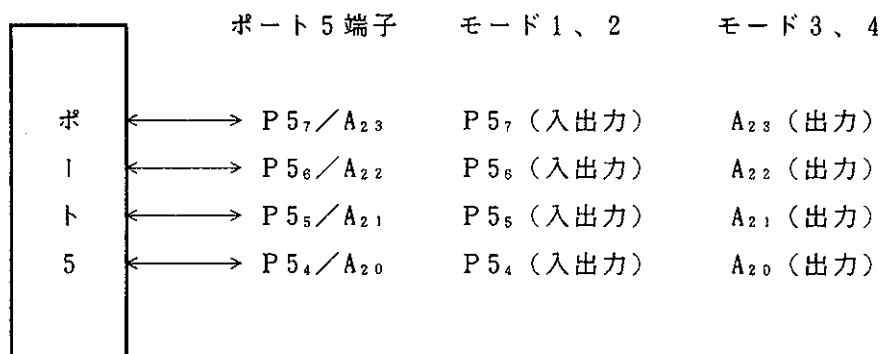 ポート5端子 モード1、2 モード3、4
ポート5
P5₇/A₂₃ P5₇(入出力) A₂₃(出力)
P5₆/A₂₂ P5₆(入出力) A₂₂(出力)
P5₅/A₂₁ P5₅(入出力) A₂₁(出力)
P5₄/A₂₀ P5₄(入出力) A₂₀(出力)